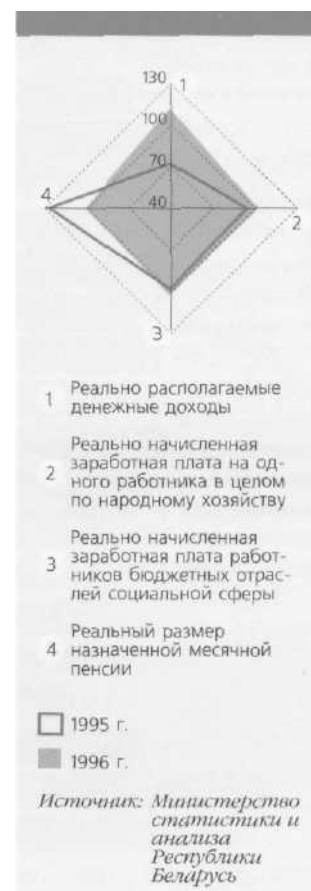 130
1
100
70
4
40
2
3
1 Реально располагаемые
денежные доходы
Реально начисленная
заработная плата на од-
2 ного работника в целом
по народному хозяйству
Реально начисленная
заработная плата работ-
3 ников бюджетных отрас-
лей социальной сферы
Реальный размер
4 назначенной месячной
пенсии
1995 г.
1996 г.
Источник: Министерство
статистики и
анализа
Республики
Беларусь